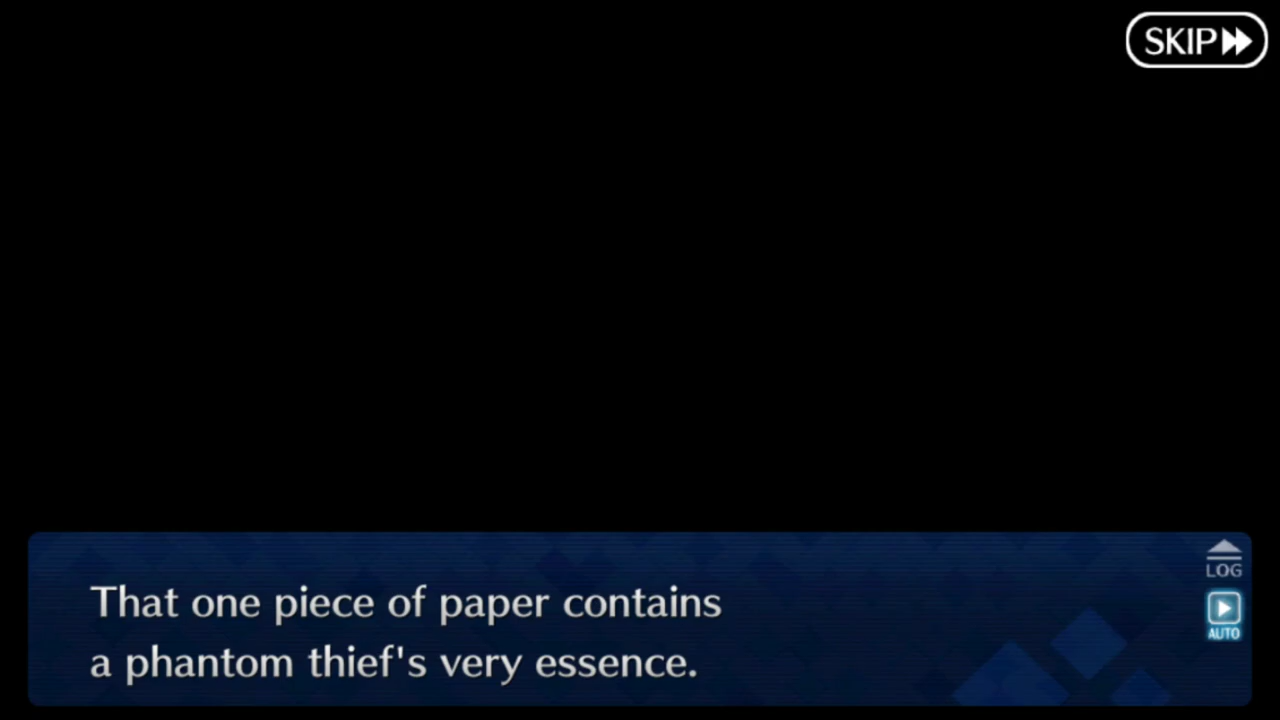 SKIP
LOG
That one piece of paper contains
AUTO
a phantom thief's very essence.